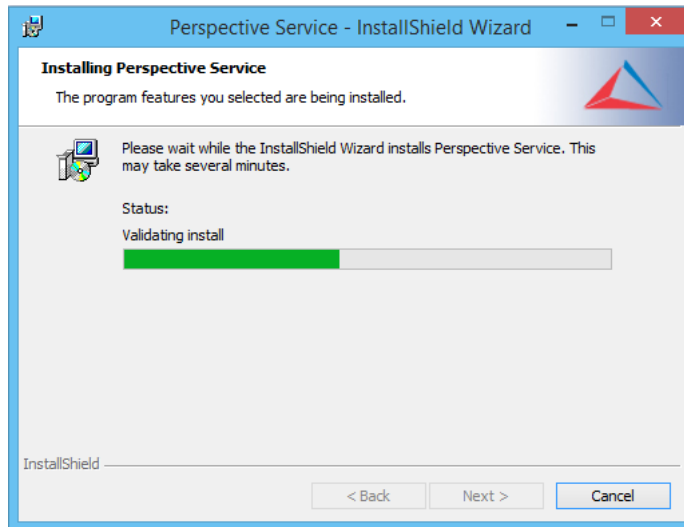 Perspective Service - InstallShield Wizard
Installing Perspective Service
The program features you selected are being installed.
Please wait while the InstallShield Wizard installs Perspective Service. This
may take several minutes.
Status:
Validating install
InstallShield
< Back Next > Cancel